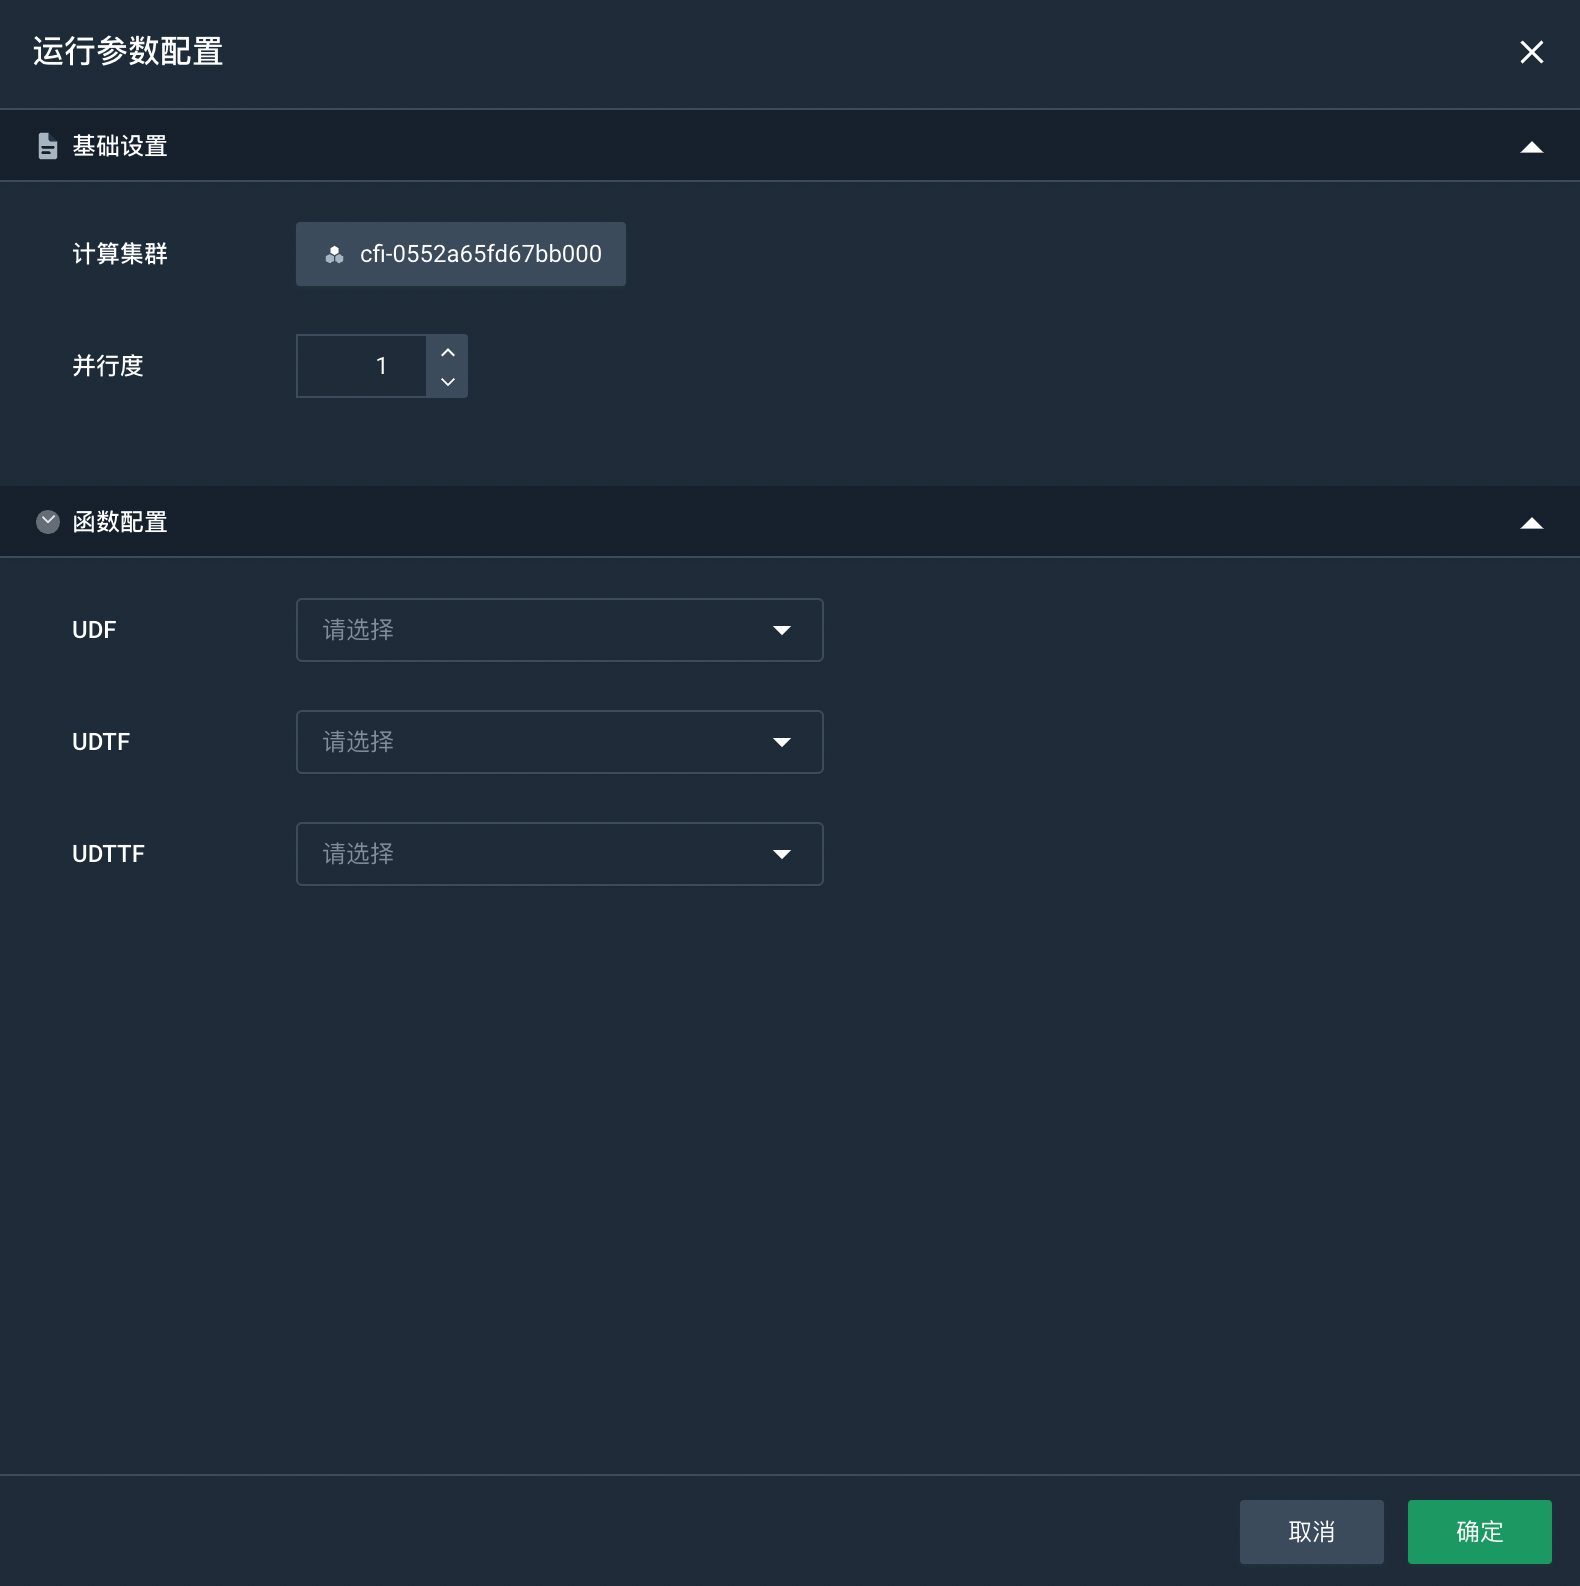 运行参数配置
基础设置
计算集群
cfi-0552a65fd67bb000
并行度
1
函数配置
UDF
请选择
UDTF
请选择
UDTTF
请选择
取消
确定